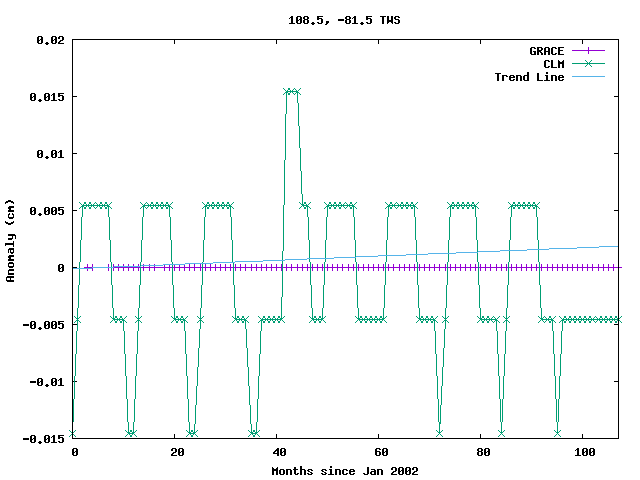 108.5, -81.5 TWS
0.02
GRACE
CLM
Trend Line
0.015
0.01
0.005
0
-0.005
-0.01
-0.015
Anomaly (cm)
0 20 40 60 80 100
Months since Jan 2002